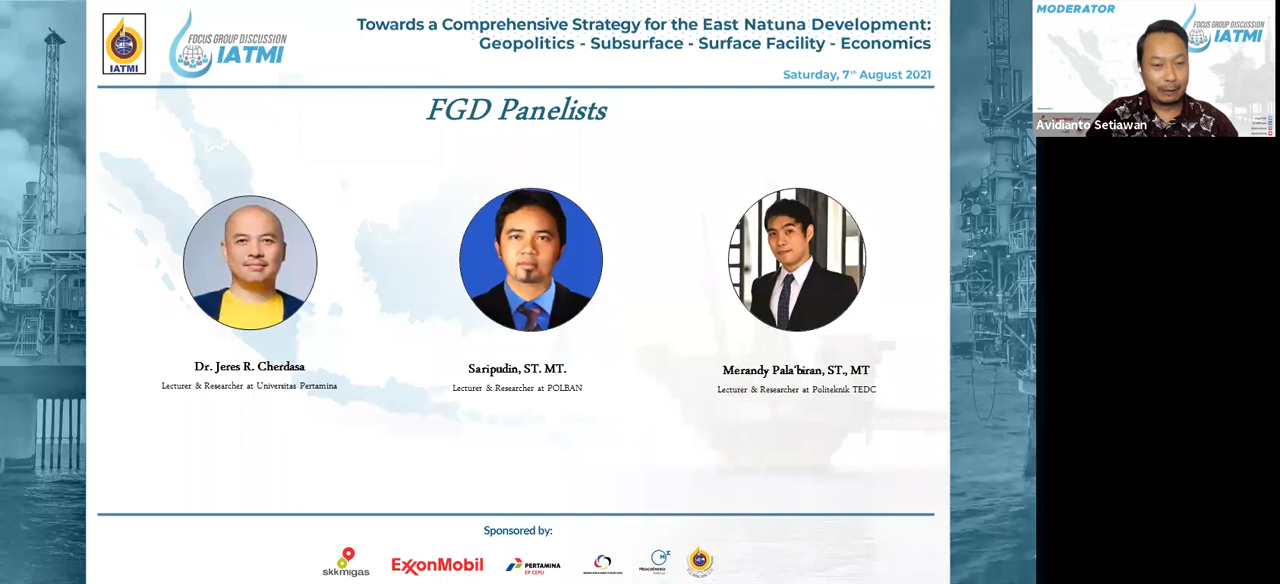 IATMI
FOCUS GROUP DISCUSSION
IATMI
Towards a Comprehensive Strategy for the East Natuna Development:
Geopolitics - Subsurface - Surface Facility - Economics
Saturday, 7th August 2021
FGD Panelists
Dr. Jeres R. Cherdasa
Lecturer & Researcher at Universitas Pertamina
Saripudin, ST. MT.
Lecturer & Researcher at POLBAN
Merandy Pala'biran, ST., MT
Lecturer & Researcher at Politeknik TEDC
Sponsored by:
skkmigas
ExxonMobil
PERTAMINA
EP CEPU
MODERATOR
FOCUS GROUP DISCUSSION
IATMI
Avidianto Setiawan